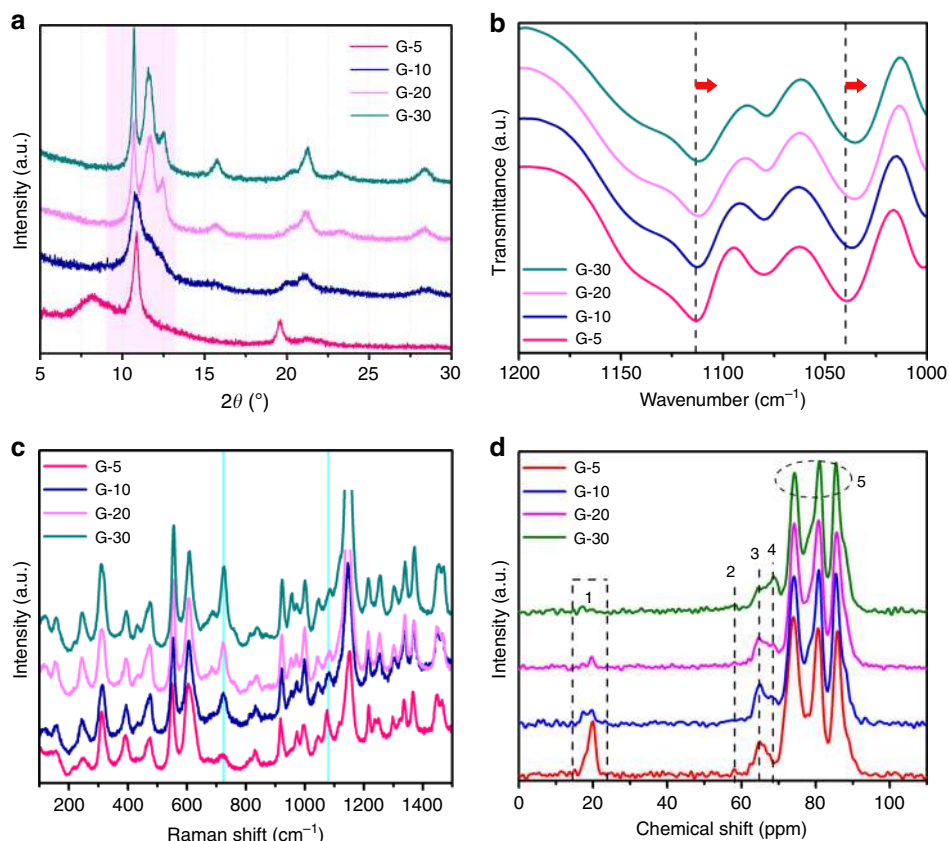 a
G-5
G-10
G-20
G-30
Intensity (a.u.)
5 10 15 20 25 30
2θ (°)
b
G-30
G-20
G-10
G-5
Transmittance (a.u.)
1200 1150 1100 1050 1000
Wavenumber (cm⁻¹)
c
G-5
G-10
G-20
G-30
Intensity (a.u.)
200 400 600 800 1000 1200 1400
Raman shift (cm⁻¹)
d
G-5
G-10
G-20
G-30
1
2
3
4
5
Intensity (a.u.)
0 20 40 60 80 100
Chemical shift (ppm)